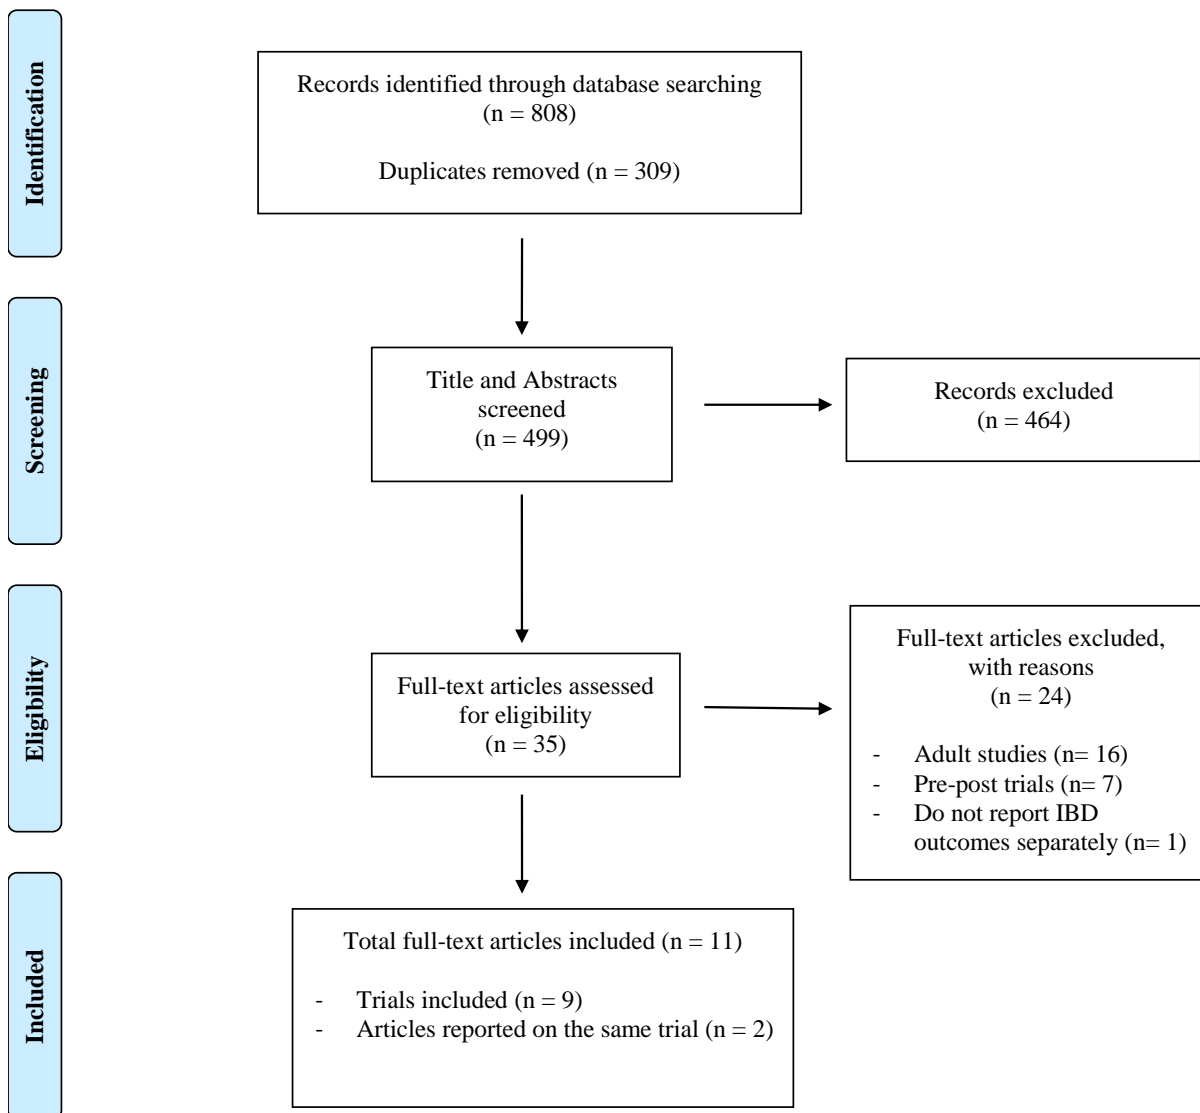 Identification
Records identified through database searching
(n = 808)
Duplicates removed (n = 309)
Screening
Title and Abstracts
screened
(n = 499)
Records excluded
(n = 464)
Eligibility
Full-text articles assessed
for eligibility
(n = 35)
Full-text articles excluded,
with reasons
(n = 24)
- Adult studies (n= 16)
- Pre-post trials (n= 7)
- Do not report IBD
outcomes separately (n= 1)
Included
Total full-text articles included (n = 11)
- Trials included (n = 9)
- Articles reported on the same trial (n = 2)